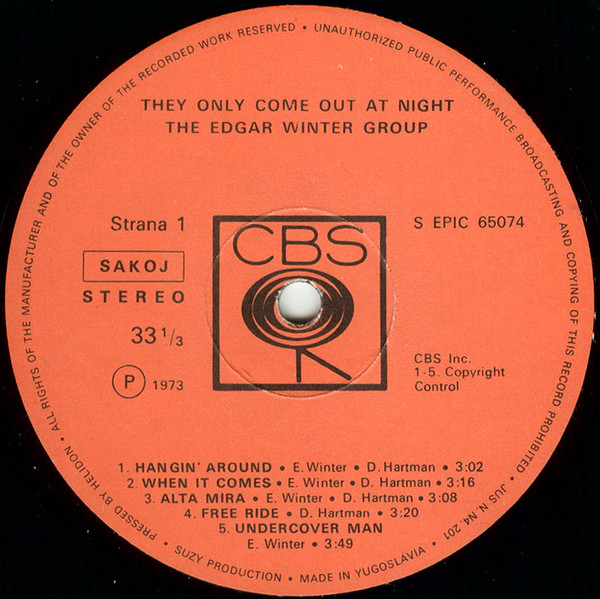 ALL RIGHTS OF THE MANUFACTURER AND OF THE OWNER OF THE RECORDED WORK RESERVED • UNAUTHORIZED PUBLIC PERFORMANCE BROADCASTING AND COPYING OF THIS RECORD PROHIBITED • JUS N. N4. 201
THEY ONLY COME OUT AT NIGHT
THE EDGAR WINTER GROUP
Strana 1
S EPIC 65074
SAKOJ
STEREO
33 1/3
P 1973
CBS
CBS Inc.
1-5. Copyright
Control
1. HANGIN' AROUND • E. Winter • D. Hartman • 3:02
2. WHEN IT COMES • E. Winter • D. Hartman • 3:16
3. ALTA MIRA • E. Winter • D. Hartman • 3:08
4. FREE RIDE • D. Hartman • 3:20
5. UNDERCOVER MAN
E. Winter • 3:49
PRESSED BY HELIDON • SUZY PRODUCTION • MADE IN YUGOSLAVIA •